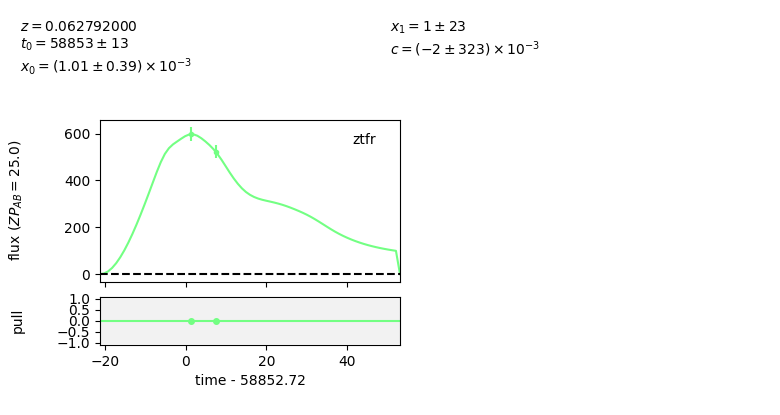 z = 0.062792000
t₀ = 58853 ± 13
x₀ = (1.01 ± 0.39) × 10⁻³
x₁ = 1 ± 23
c = (−2 ± 323) × 10⁻³
ztfr
600
400
200
0
flux (ZP_AB = 25.0)
1.0
0.5
0.0
−0.5
−1.0
pull
−20 0 20 40
time - 58852.72